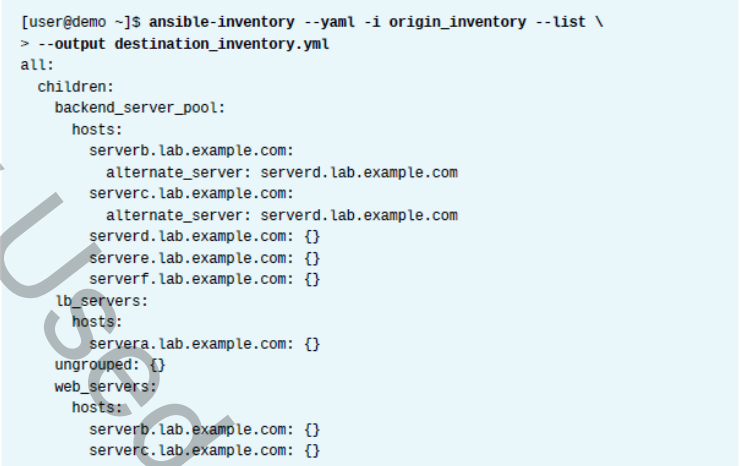 [user@demo ~]$ ansible-inventory --yaml -i origin_inventory --list \
> --output destination_inventory.yml
all:
  children:
    backend_server_pool:
      hosts:
        serverb.lab.example.com:
          alternate_server: serverd.lab.example.com
        serverc.lab.example.com:
          alternate_server: serverd.lab.example.com
        serverd.lab.example.com: {}
        servere.lab.example.com: {}
        serverf.lab.example.com: {}
    lb_servers:
      hosts:
        servera.lab.example.com: {}
    ungrouped: {}
    web_servers:
      hosts:
        serverb.lab.example.com: {}
        serverc.lab.example.com: {}
Used